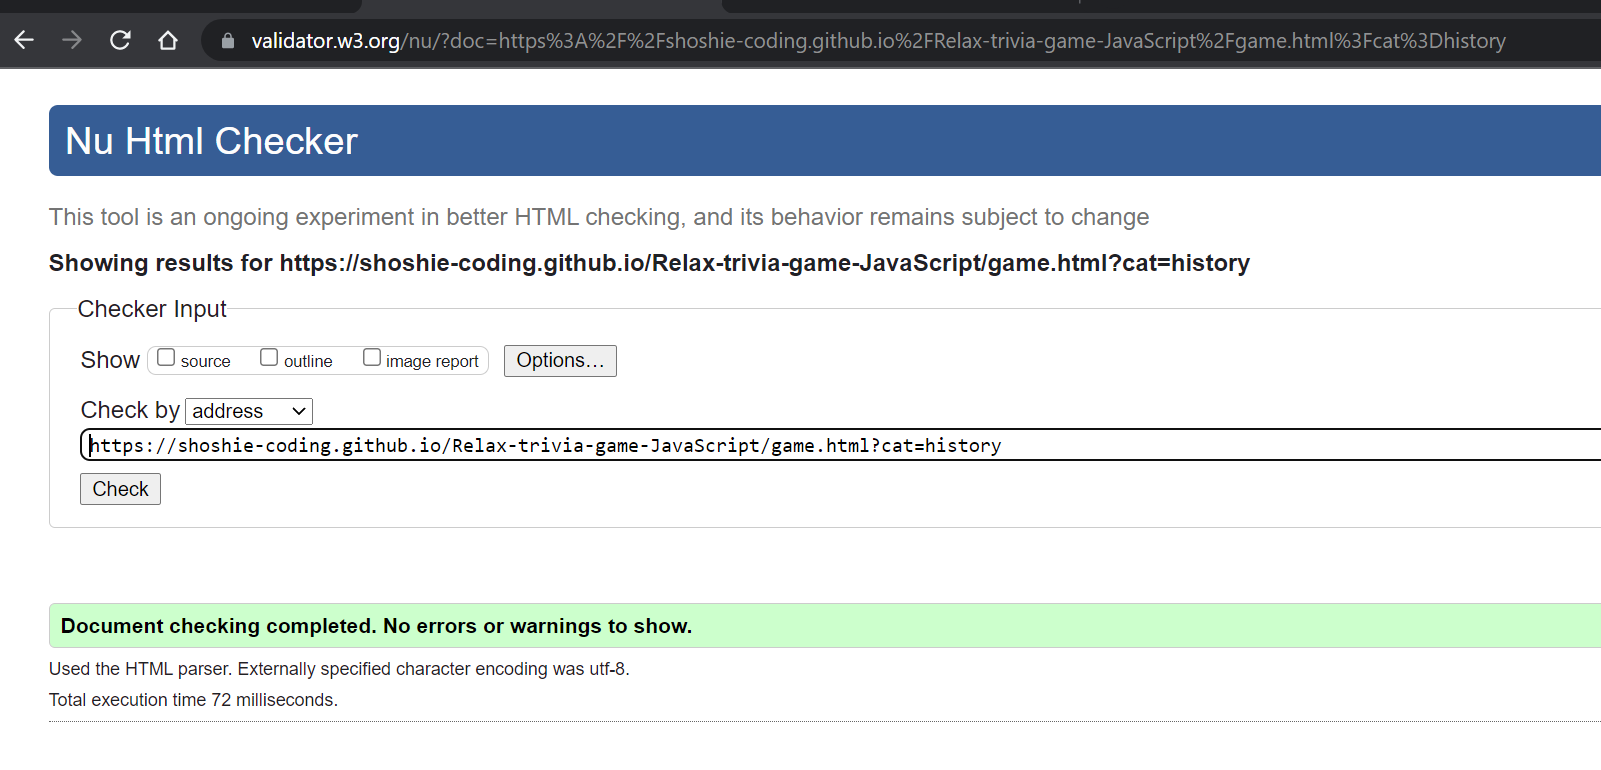 validator.w3.org/nu/?doc=https%3A%2F%2Fshoshie-coding.github.io%2FRelax-trivia-game-JavaScript%2Fgame.html%3Fcat%3Dhistory
Nu Html Checker
This tool is an ongoing experiment in better HTML checking, and its behavior remains subject to change
Showing results for https://shoshie-coding.github.io/Relax-trivia-game-JavaScript/game.html?cat=history
Checker Input
Show source outline image report Options...
Check by address
https://shoshie-coding.github.io/Relax-trivia-game-JavaScript/game.html?cat=history
Check
Document checking completed. No errors or warnings to show.
Used the HTML parser. Externally specified character encoding was utf-8.
Total execution time 72 milliseconds.